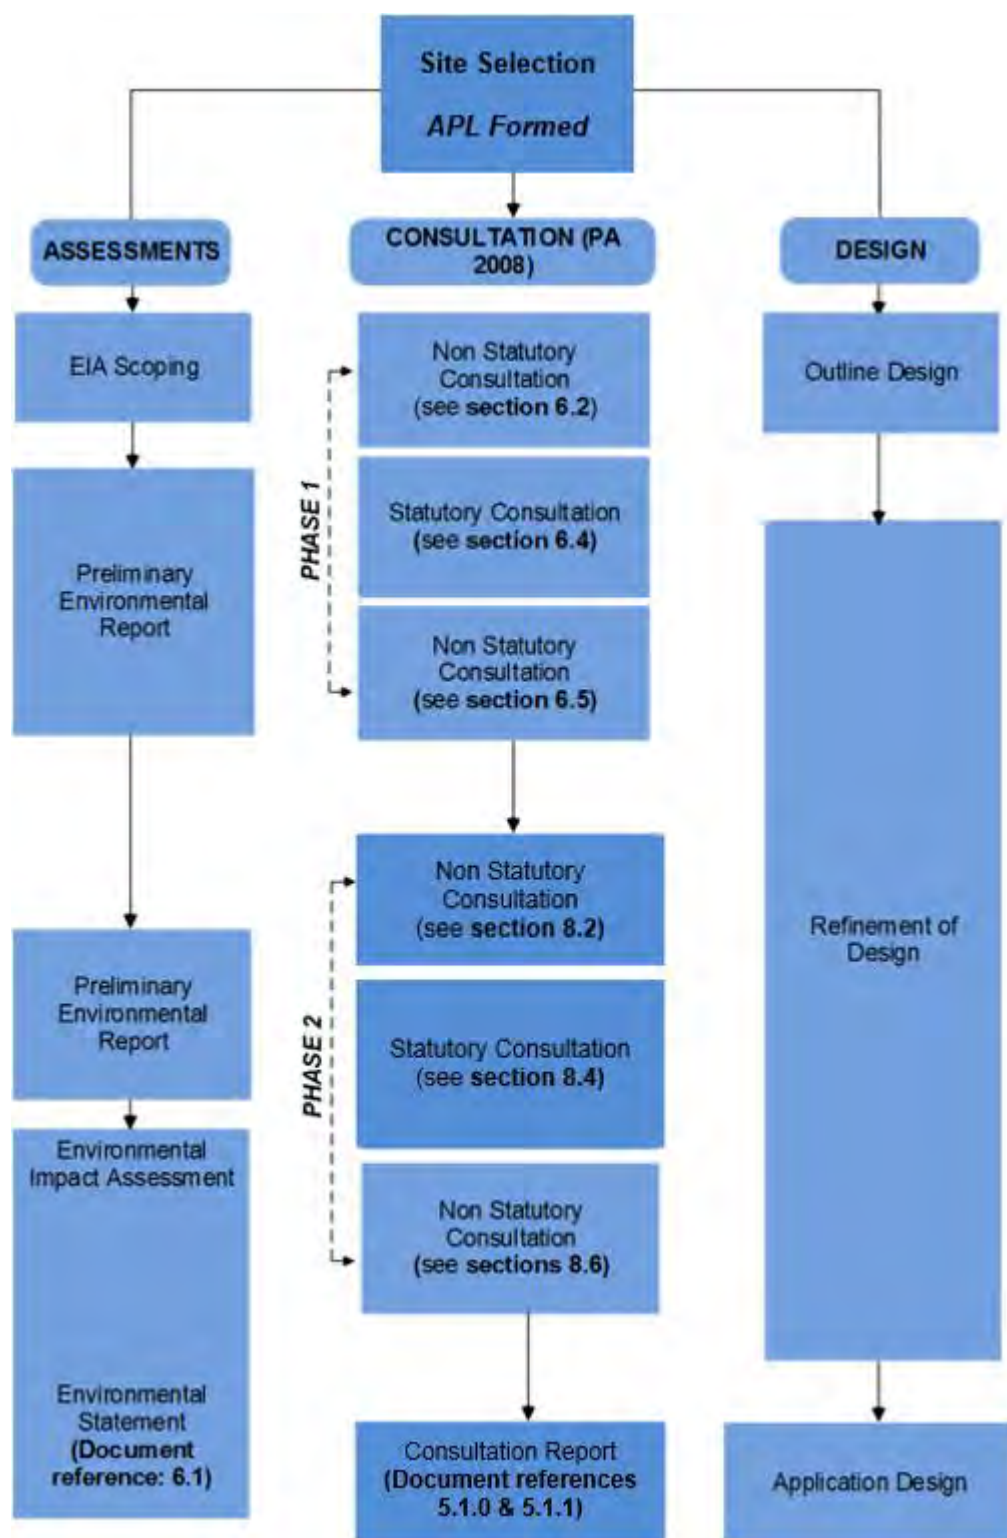 Site Selection
APL Formed
ASSESSMENTS
EIA Scoping
Preliminary
Environmental
Report
Preliminary
Environmental
Report
Environmental
Impact Assessment
Environmental
Statement
(Document
reference: 6.1)
CONSULTATION (PA
2008)
PHASE 1
Non Statutory
Consultation
(see section 6.2)
Statutory Consultation
(see section 6.4)
Non Statutory
Consultation
(see section 6.5)
PHASE 2
Non Statutory
Consultation
(see section 8.2)
Statutory Consultation
(see section 8.4)
Non Statutory
Consultation
(see sections 8.6)
Consultation Report
(Document references
5.1.0 & 5.1.1)
DESIGN
Outline Design
Refinement of
Design
Application Design